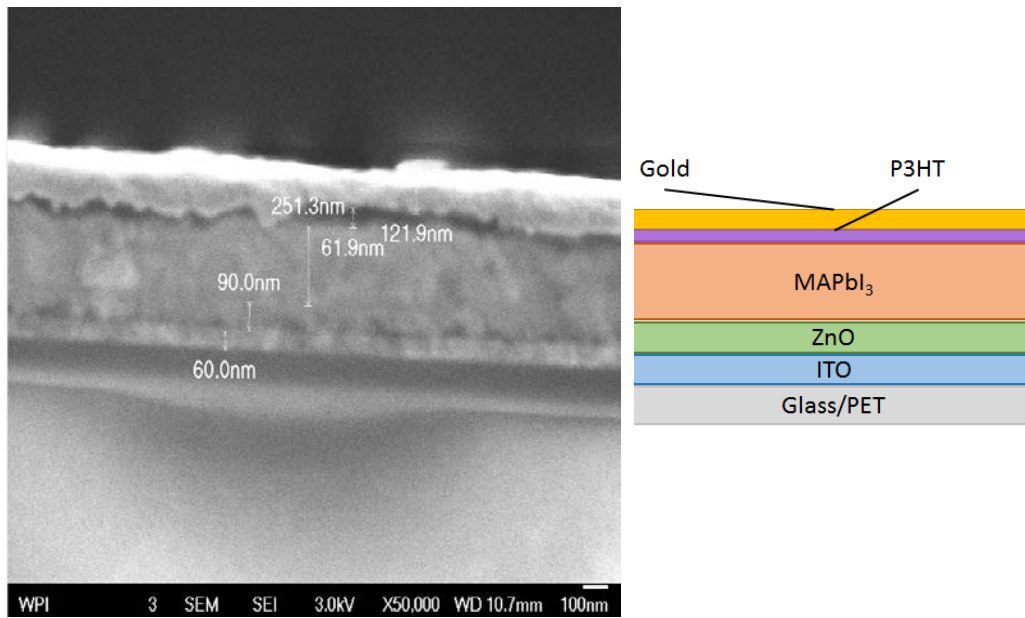 251.3nm
121.9nm
61.9nm
90.0nm
60.0nm
WPI 3 SEM SEI 3.0kV X50,000 WD 10.7mm 100nm
Gold P3HT
MAPbI₃
ZnO
ITO
Glass/PET